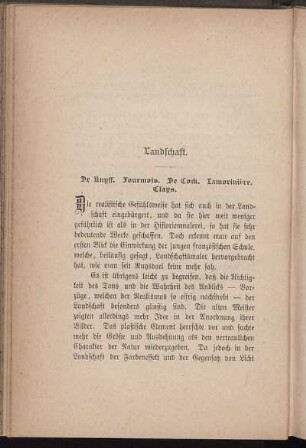 Landschaft.
De Knyff. Fourmois. De Cock. Lamorinière.
Clays.
Die realistische Gefühlsweise hat sich auch in der Land-
schaft eingebürgert, und da sie hier weit weniger
gefährlich ist als in der Historienmalerei, so hat sie sehr
bedeutende Werke geschaffen. Doch erkennt man auf den
ersten Blick die Einwirkung der jungen französischen Schule,
welche, beiläufig gesagt, Landschaftsmaler hervorgebracht
hat, wie man seit Ruysdael keine mehr sah.
Es ist übrigens leicht zu begreifen, daß die Richtig-
keit des Tons und die Wahrheit des Anblicks — Vor-
züge, welchen der Realismus so eifrig nachstrebt — der
Landschaft besonders günstig sind. Die alten Meister
zeigten allerdings mehr Idee in der Anordnung ihrer
Bilder. Das plastische Element herrschte vor und suchte
mehr die Größe und Ausdehnung als den vertraulichen
Charakter der Natur wiederzugeben. Da jedoch in der
Landschaft der Farbeneffekt und der Gegensatz von Licht